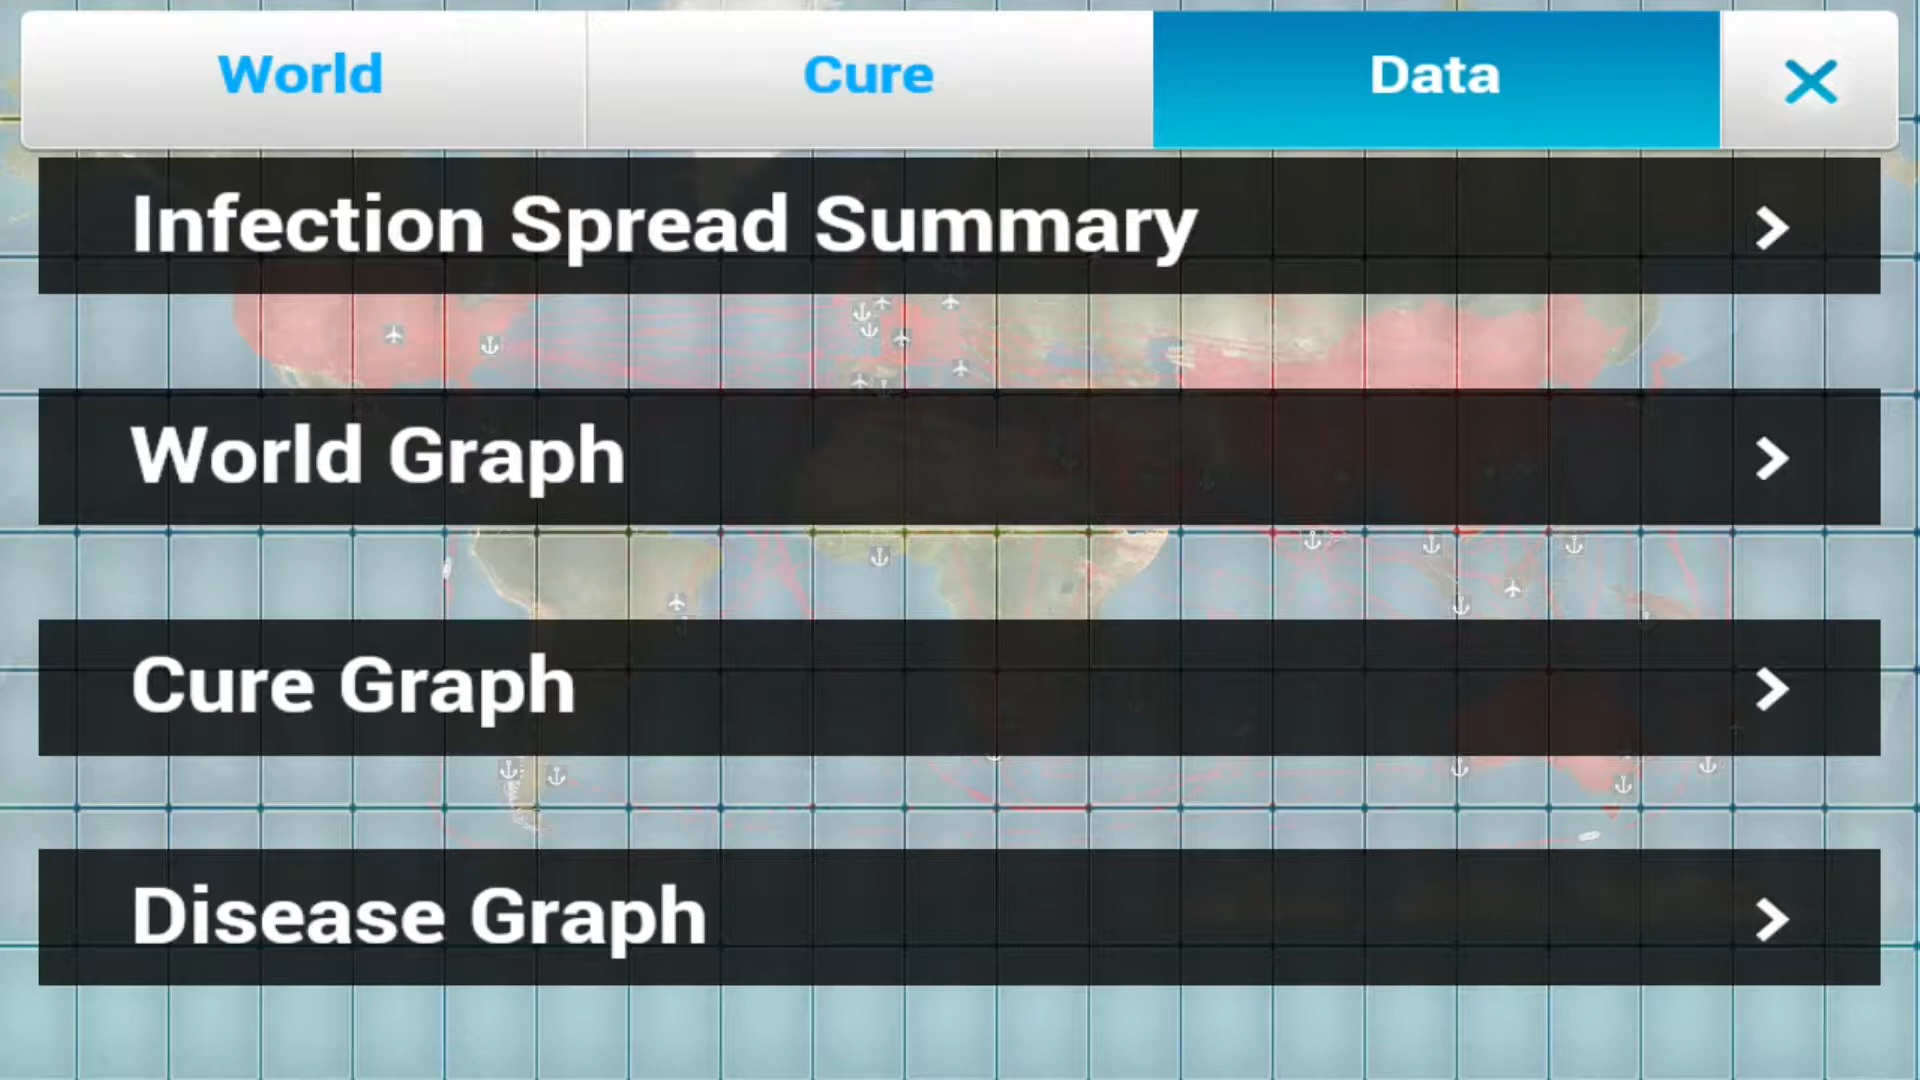 World
Cure
Data
Infection Spread Summary
World Graph
Cure Graph
Disease Graph